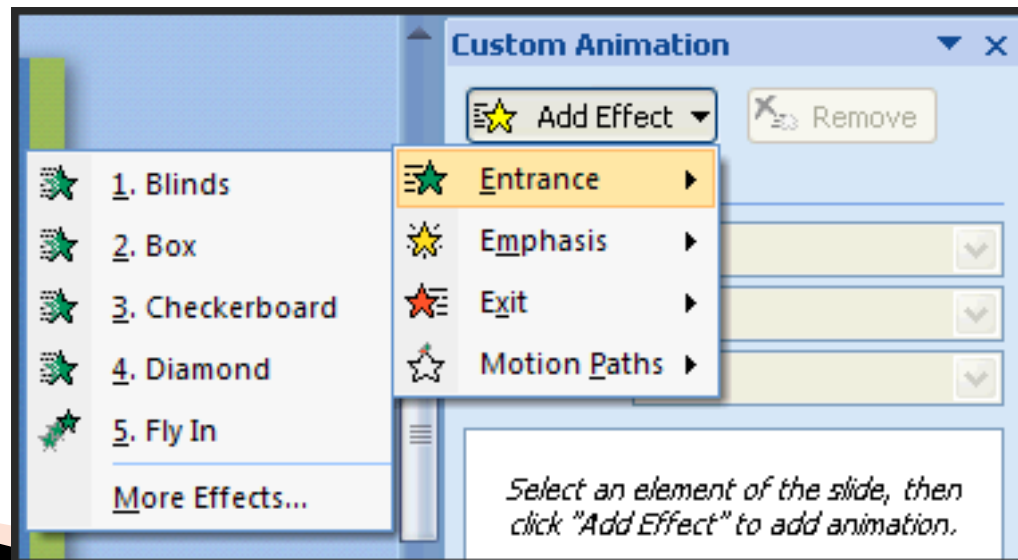 Custom Animation
Add Effect
Remove
1. Blinds
2. Box
3. Checkerboard
4. Diamond
5. Fly In
More Effects...
Entrance
Emphasis
Exit
Motion Paths
Select an element of the slide, then
click "Add Effect" to add animation.